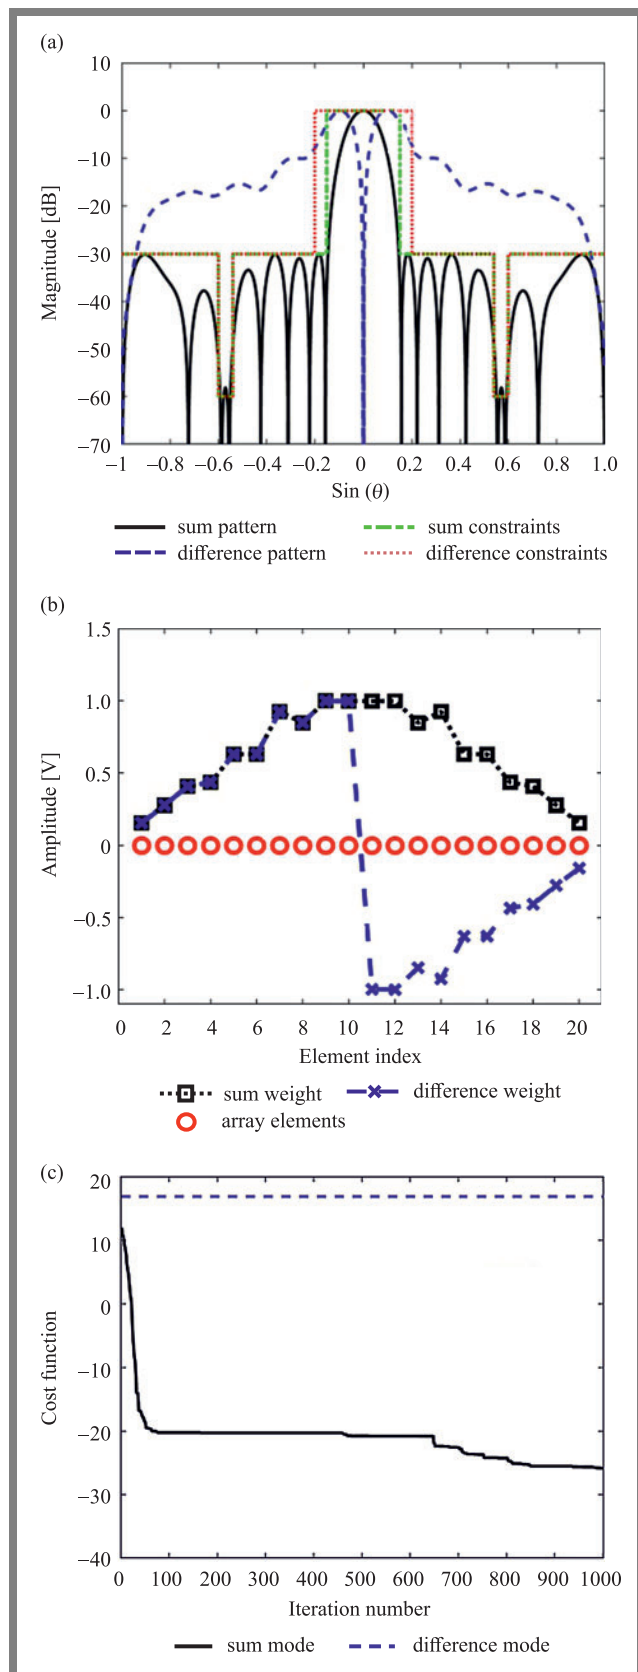 (a)
10
0
−10
−20
−30
−40
−50
−60
−70
Magnitude [dB]
−1 −0.8 −0.6 −0.4 −0.2 0 0.2 0.4 0.6 0.8 1.0
Sin (θ)
sum pattern sum constraints
difference pattern difference constraints
(b)
1.5
1.0
0.5
0
−0.5
−1.0
Amplitude [V]
0 2 4 6 8 10 12 14 16 18 20
Element index
sum weight difference weight
array elements
(c)
20
10
0
−10
−20
−30
−40
Cost function
0 100 200 300 400 500 600 700 800 900 1000
Iteration number
sum mode difference mode